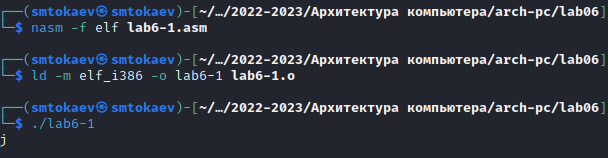 ┌──(smtokaev㉿smtokaev)-[~/…/2022-2023/Архитектура компьютера/arch-pc/lab06]
└─$ nasm -f elf lab6-1.asm
┌──(smtokaev㉿smtokaev)-[~/…/2022-2023/Архитектура компьютера/arch-pc/lab06]
└─$ ld -m elf_i386 -o lab6-1 lab6-1.o
┌──(smtokaev㉿smtokaev)-[~/…/2022-2023/Архитектура компьютера/arch-pc/lab06]
└─$ ./lab6-1
j